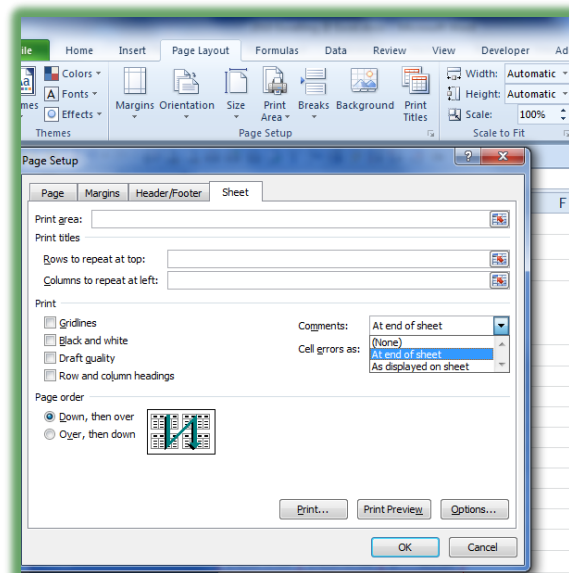 ile Home Insert Page Layout Formulas Data Review View Developer Ad
Aa Colors Width: Automatic
A Fonts Height: Automatic
mes Effects Margins Orientation Size Print Area Breaks Background Print Titles Scale: 100%
Themes Page Setup Scale to Fit
Page Setup ? X
F
Page Margins Header/Footer Sheet
Print area:
Print titles
Rows to repeat at top:
Columns to repeat at left:
Print
Gridlines Comments: At end of sheet
Black and white (None)
Cell errors as: At end of sheet
Draft quality As displayed on sheet
Row and column headings
Page order
Down, then over
Over, then down
Print... Print Preview Options...
OK Cancel